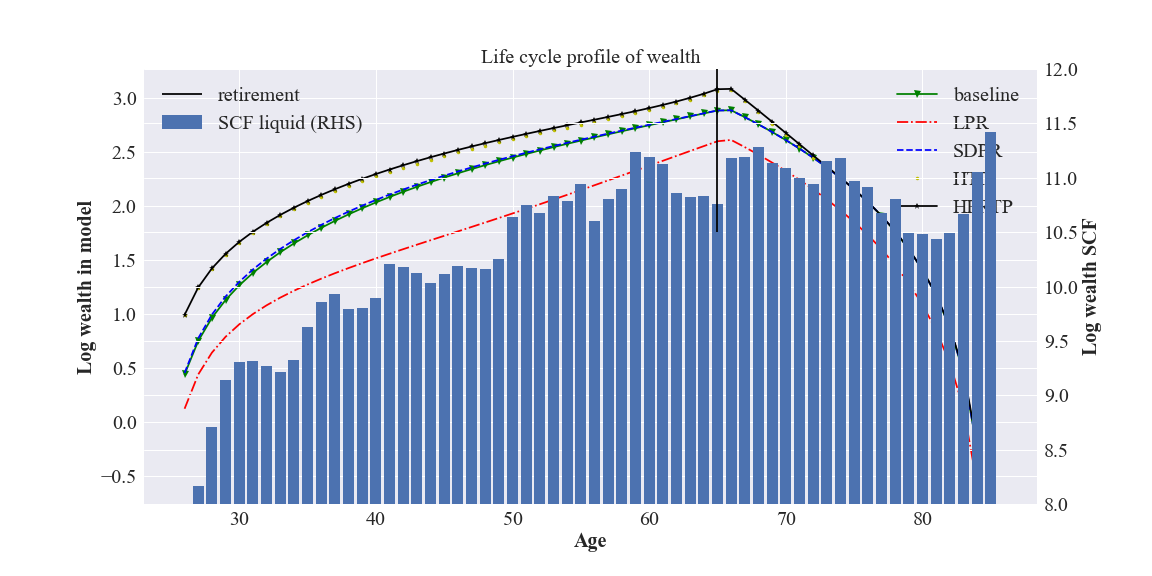 Life cycle profile of wealth
retirement
SCF liquid (RHS)
baseline
LPR
Log wealth in model
Log wealth SCF
3.0
2.5
2.0
1.5
1.0
0.5
0.0
−0.5
12.0
11.5
11.0
10.5
10.0
9.5
9.0
8.5
8.0
30
40
50
60
70
80
Age